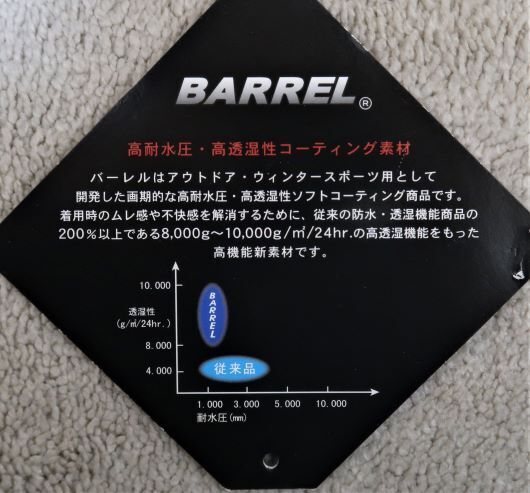 BARREL®
高耐水圧・高透湿性コーティング素材
バーレルはアウトドア・ウィンタースポーツ用として
開発した画期的な高耐水圧・高透湿性ソフトコーティング商品です。
着用時のムレ感や不快感を解消するために、従来の防水・透湿機能商品の
200%以上である8,000g〜10,000g/㎡/24hr.の高透湿機能をもった
高機能新素材です。
透湿性
(g/㎡/24hr.)
10.000
8.000
4.000
BARREL
従来品
1.000 3.000 5.000 10.000
耐水圧(mm)